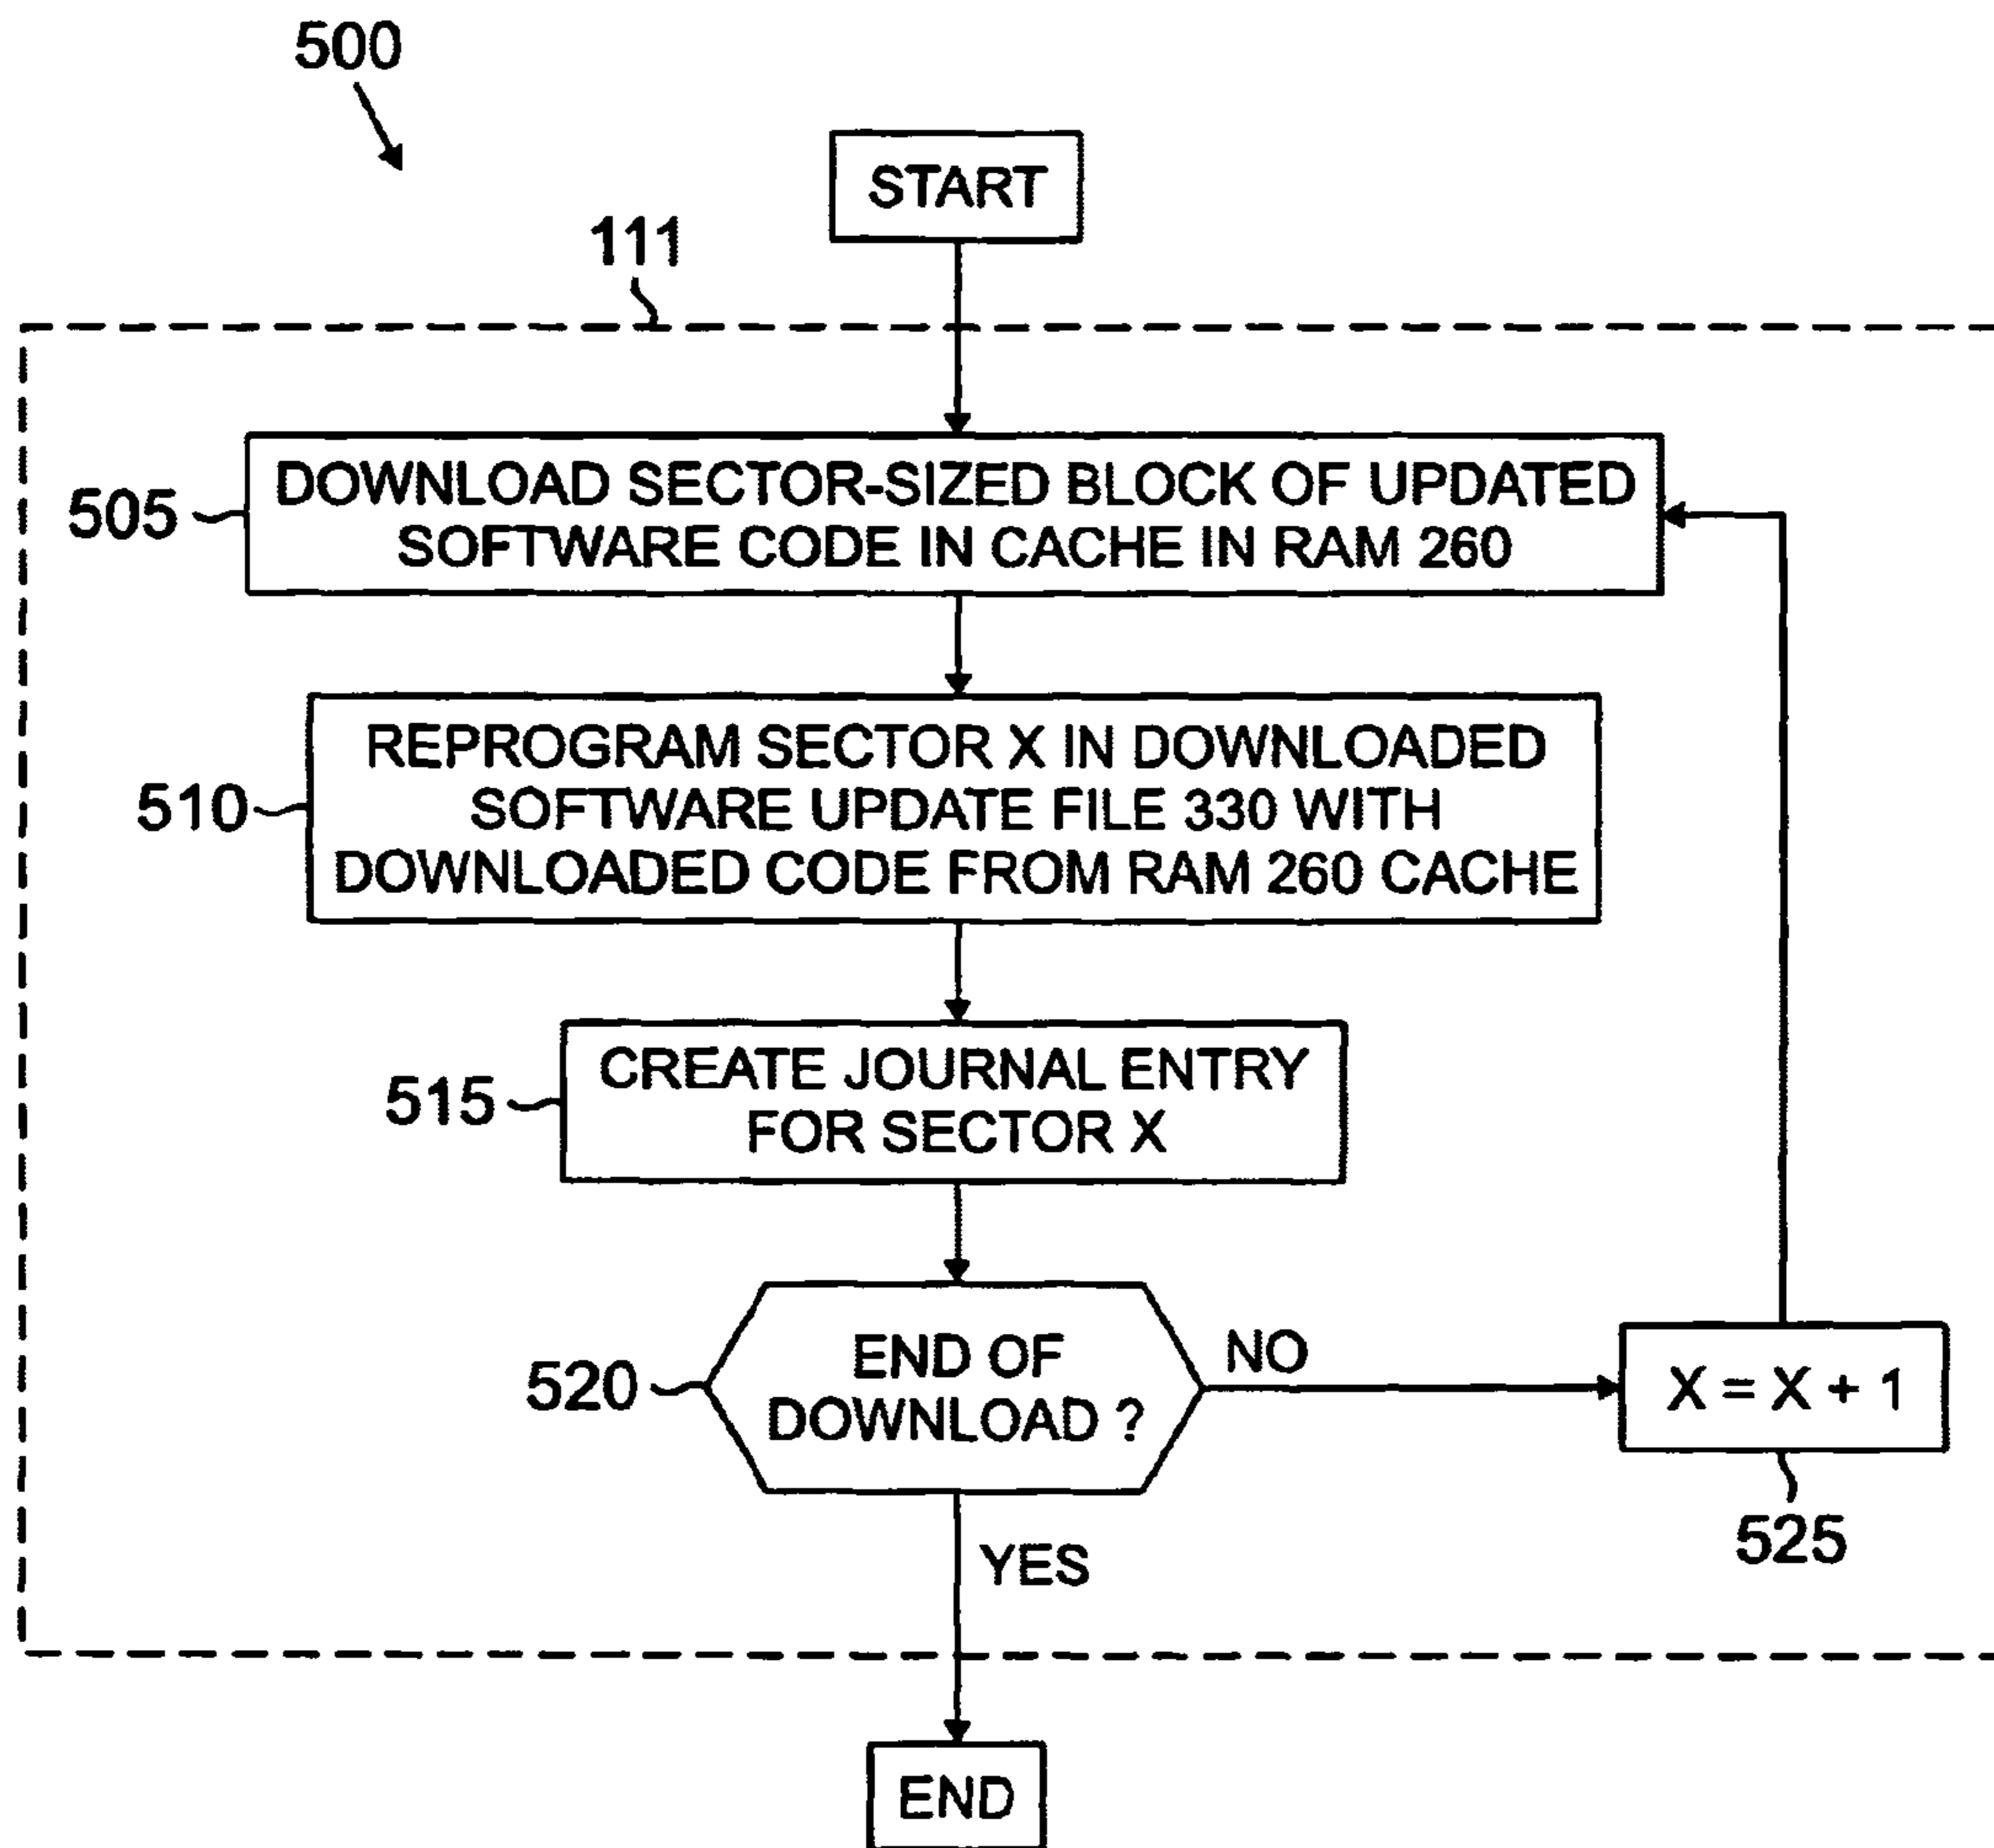 500
START
111
505
DOWNLOAD SECTOR-SIZED BLOCK OF UPDATED
SOFTWARE CODE IN CACHE IN RAM 260
510
REPROGRAM SECTOR X IN DOWNLOADED
SOFTWARE UPDATE FILE 330 WITH
DOWNLOADED CODE FROM RAM 260 CACHE
515
CREATE JOURNAL ENTRY
FOR SECTOR X
520
END OF
DOWNLOAD ?
NO
X = X + 1
525
YES
END